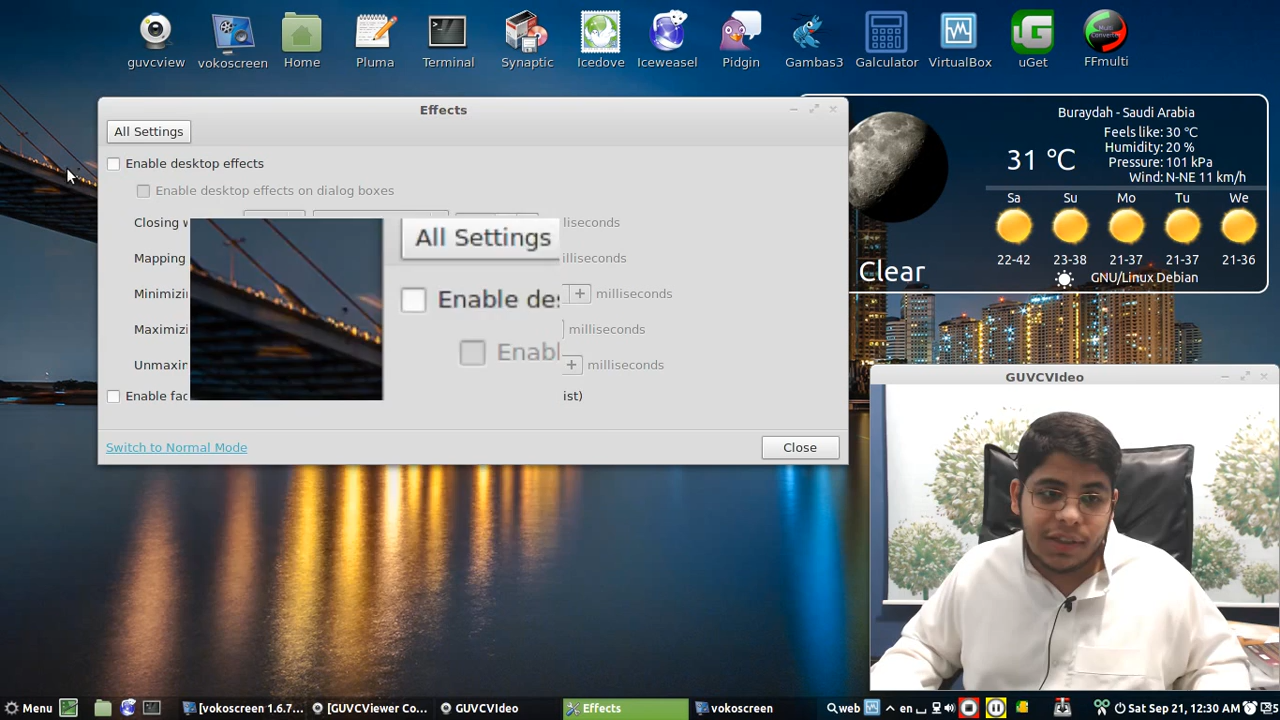 guvcview
vokoscreen
Home
Pluma
Terminal
Synaptic
Icedove
Iceweasel
Pidgin
Gambas3
Galculator
VirtualBox
uGet
FFmulti
Effects
All Settings
Enable desktop effects
Enable desktop effects on dialog boxes
Closing w
liseconds
Mapping
illiseconds
Minimizi
+ milliseconds
Maximizi
milliseconds
Unmaxin
+ milliseconds
Enable fad
ist)
All Settings
Enable des
Enabl
Switch to Normal Mode
Close
Buraydah - Saudi Arabia
31 °C
Feels like: 30 °C
Humidity: 20 %
Pressure: 101 kPa
Wind: N-NE 11 km/h
Sa Su Mo Tu We
22-42 23-38 21-37 21-37 21-36
Clear
GNU/Linux Debian
GUVCVIdeo
Menu
[vokoscreen 1.6.7...
[GUVCViewer Co...
GUVCVIdeo
Effects
vokoscreen
web
en
Sat Sep 21, 12:30 AM
5